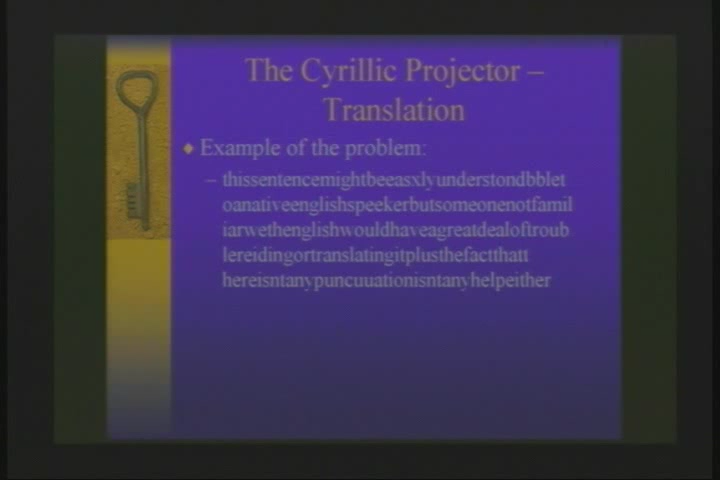 The Cyrillic Projector –
Translation
Example of the problem:
– thissentencemightbeeasxlyunderstondbblet
oanativeenglishspeekerbutsomeonenotfamil
iarwethenglishwouldhaveagreatdealoftroub
lereidingortranslatingitplusthefactthatt
hereisntanypuncuuationisntanyhelpeither